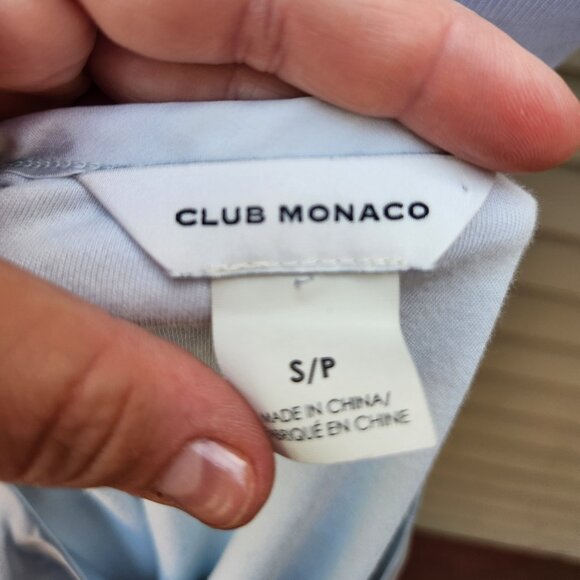 CLUB MONACO
S/P
MADE IN CHINA/
FABRIQUÉ EN CHINE